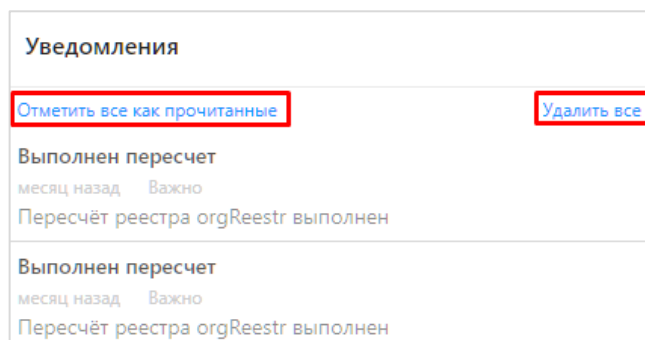 Уведомления
Отметить все как прочитанные Удалить все
Выполнен пересчет
месяц назад Важно
Пересчёт реестра orgReestr выполнен
Выполнен пересчет
месяц назад Важно
Пересчёт реестра orgReestr выполнен